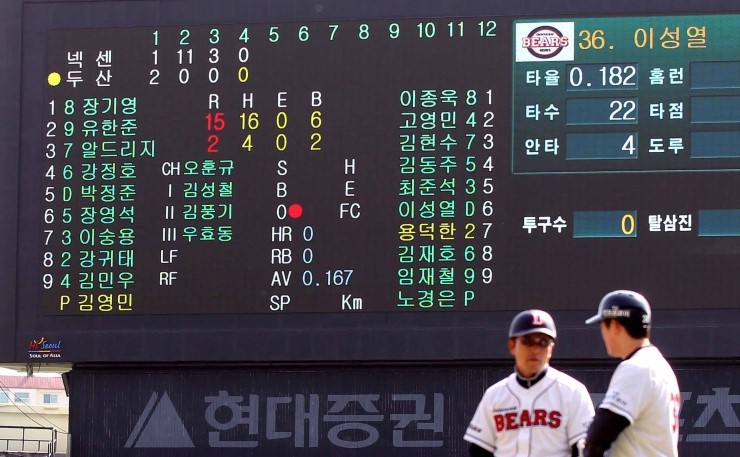 1 2 3 4 5 6 7 8 9 10 11 12
넥 센 1 11 3 0
두 산 2 0 0 0
R H E B
15 16 0 6
2 4 0 2
1 8 장기영
2 9 유한준
3 7 알드리지
4 6 강정호
5 D 박정준
6 5 장영석
7 3 이숭용
8 2 강귀태
9 4 김민우
P 김영민
CH 오훈규
I 김성철
II 김풍기
III 우효동
LF
RF
S H
B E
O FC
HR 0
RB 0
AV 0.167
SP Km
이종욱 8 1
고영민 4 2
김현수 7 3
김동주 5 4
최준석 3 5
이성열 D 6
용덕한 2 7
김재호 6 8
임재철 9 9
노경은 P
BEARS
36. 이성열
타율 0.182 홈런
타수 22 타점
안타 4 도루
투구수 0 탈삼진
Hi Seoul
SOUL OF ASIA
현대증권
BEARS